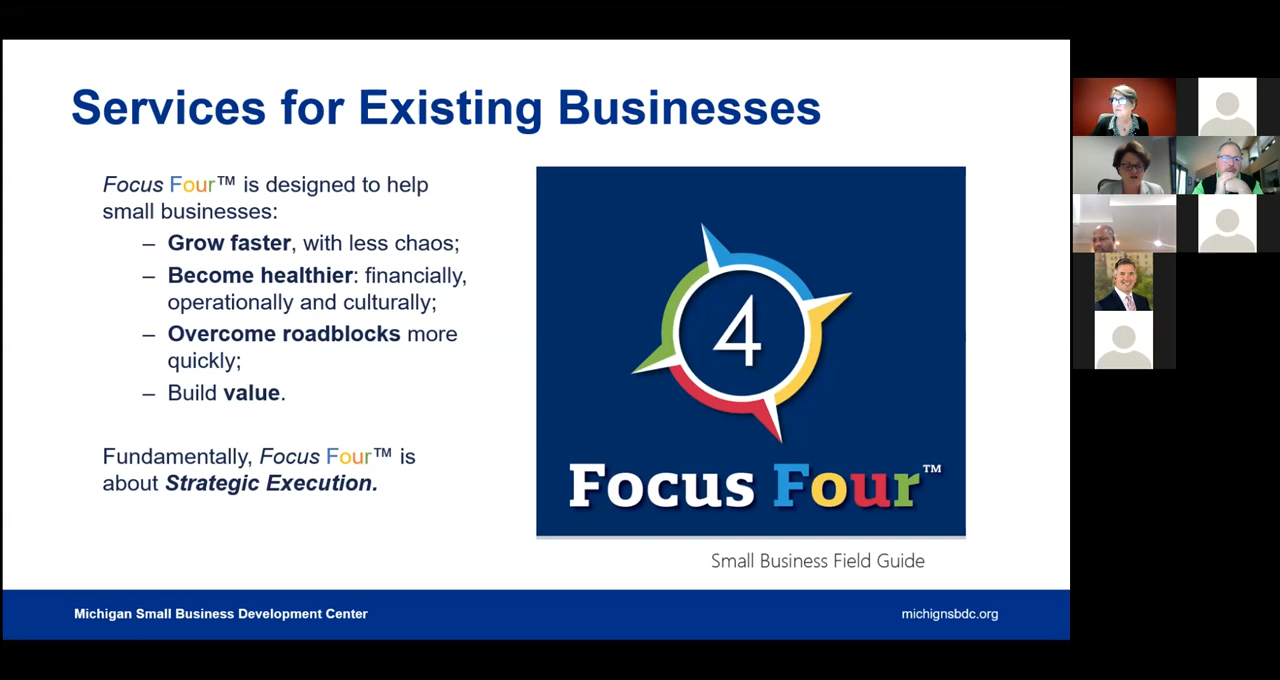 Services for Existing Businesses
Focus Four™ is designed to help
small businesses:
– Grow faster, with less chaos;
– Become healthier: financially,
operationally and culturally;
– Overcome roadblocks more
quickly;
– Build value.
Fundamentally, Focus Four™ is
about Strategic Execution.
4
Focus Four™
Small Business Field Guide
Michigan Small Business Development Center
michignsbdc.org